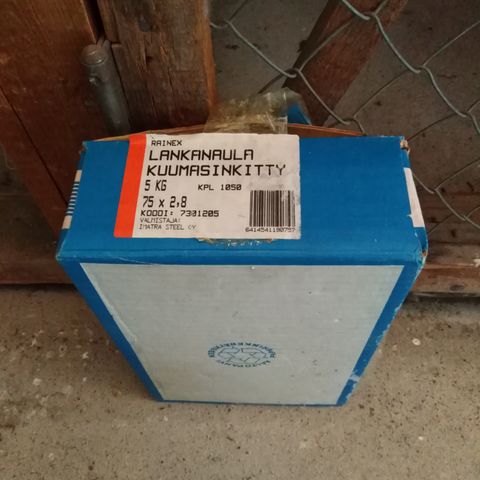 RAINEX
LANKANAULA
KUUMASINKITTY
5 KG KPL 1050
75 x 2,8
KOODI: 7301205
VALMISTAJA:
IMATRA STEEL OY
6414541190757